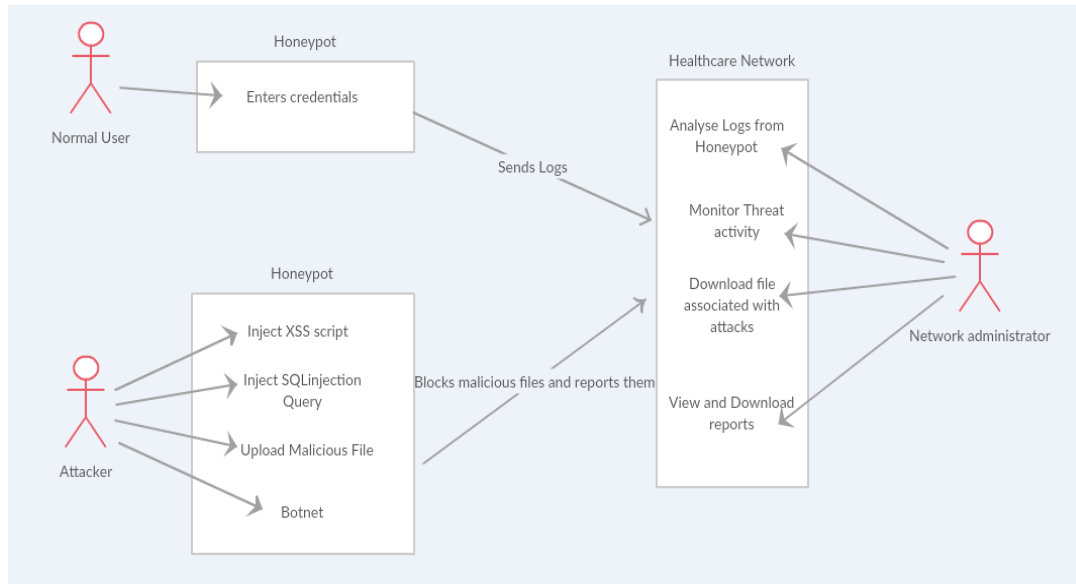 Honeypot
Enters credentials
Normal User
Sends Logs
Healthcare Network
Analyse Logs from
Honeypot
Monitor Threat
activity
Download file
associated with
attacks
View and Download
reports
Network administrator
Honeypot
Inject XSS script
Inject SQLinjection
Query
Upload Malicious File
Botnet
Attacker
Blocks malicious files and reports them